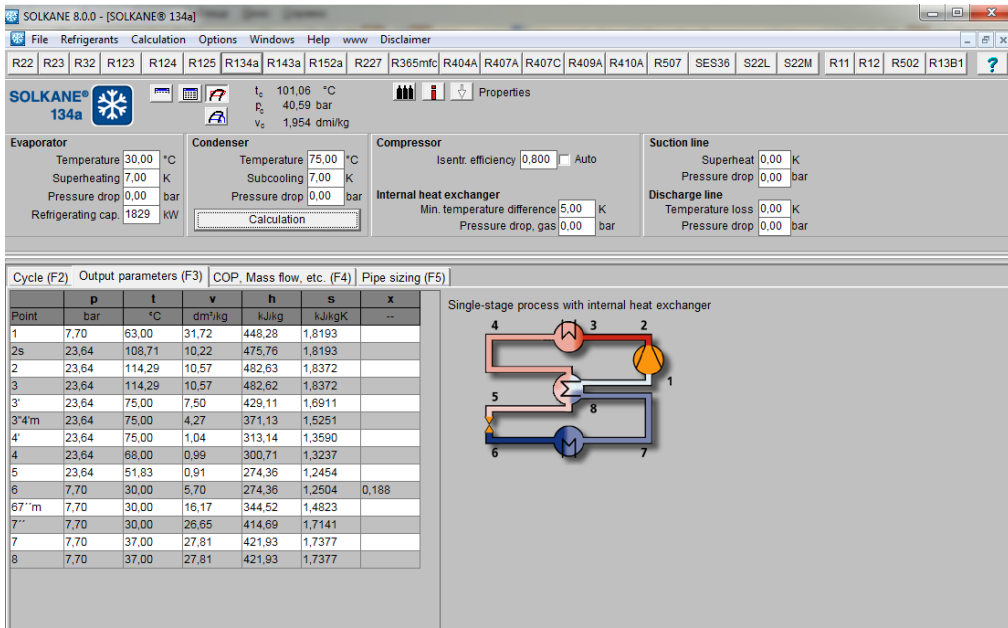 SOLKANE 8.0.0 - [SOLKANE® 134a]
File Refrigerants Calculation Options Windows Help www Disclaimer
R22 R23 R32 R123 R124 R125 R134a R143a R152a R227 R365mfc R404A R407A R407C R409A R410A R507 SES36 S22L S22M R11 R12 R502 R13B1 ?
SOLKANE® 134a
tc 101,06 °C
pc 40,59 bar
vc 1,954 dmi/kg
Properties
Evaporator
Temperature 30,00 °C
Superheating 7,00 K
Pressure drop 0,00 bar
Refrigerating cap. 1829 kW
Condenser
Temperature 75,00 °C
Subcooling 7,00 K
Pressure drop 0,00 bar
Calculation
Compressor
Isentr. efficiency 0,800 Auto
Internal heat exchanger
Min. temperature difference 5,00 K
Pressure drop, gas 0,00 bar
Suction line
Superheat 0,00 K
Pressure drop 0,00 bar
Discharge line
Temperature loss 0,00 K
Pressure drop 0,00 bar
Cycle (F2) Output parameters (F3) COP, Mass flow, etc. (F4) Pipe sizing (F5)
p t v h s x
Point bar °C dm³/kg kJ/kg kJ/kgK --
1 7,70 63,00 31,72 448,28 1,8193
2s 23,64 108,71 10,22 475,76 1,8193
2 23,64 114,29 10,57 482,63 1,8372
3 23,64 114,29 10,57 482,62 1,8372
3' 23,64 75,00 7,50 429,11 1,6911
3"4'm 23,64 75,00 4,27 371,13 1,5251
4' 23,64 75,00 1,04 313,14 1,3590
4 23,64 68,00 0,99 300,71 1,3237
5 23,64 51,83 0,91 274,36 1,2454
6 7,70 30,00 5,70 274,36 1,2504 0,188
67´´m 7,70 30,00 16,17 344,52 1,4823
7´´ 7,70 30,00 26,65 414,69 1,7141
7 7,70 37,00 27,81 421,93 1,7377
8 7,70 37,00 27,81 421,93 1,7377
Single-stage process with internal heat exchanger
4 3 2
1
5
8
6 7